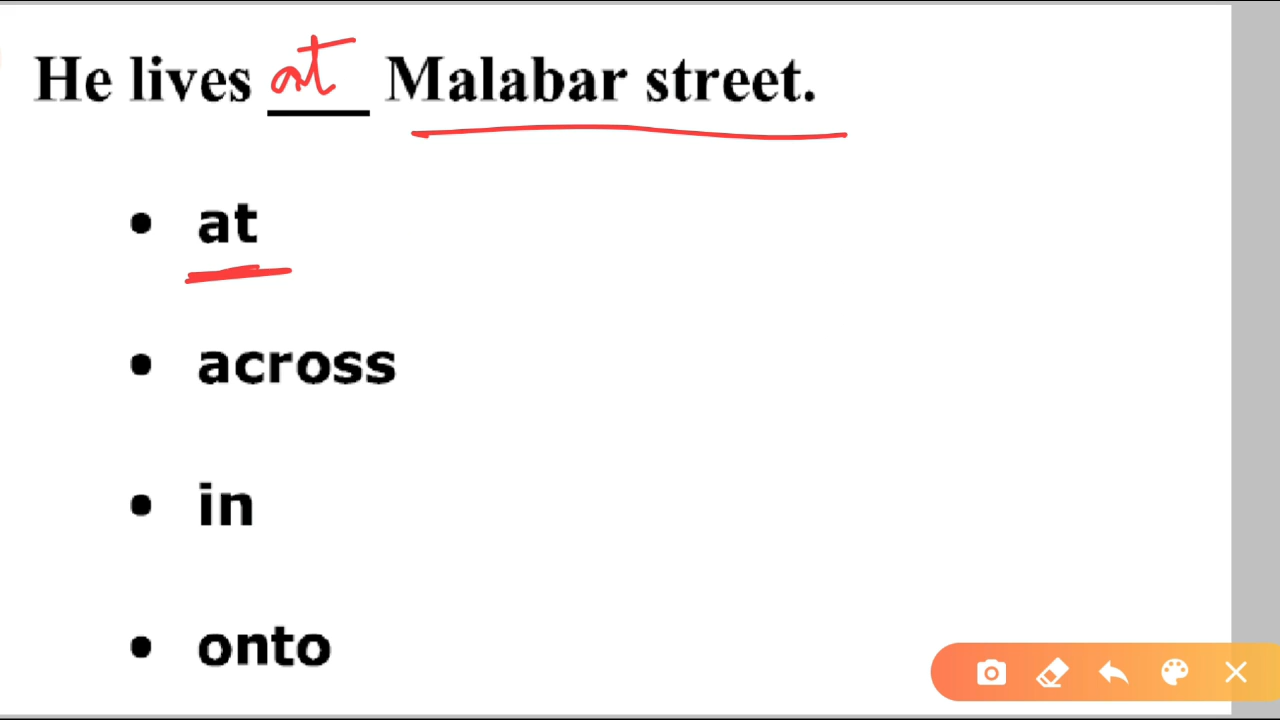 He lives at Malabar street.
• at
• across
• in
• onto